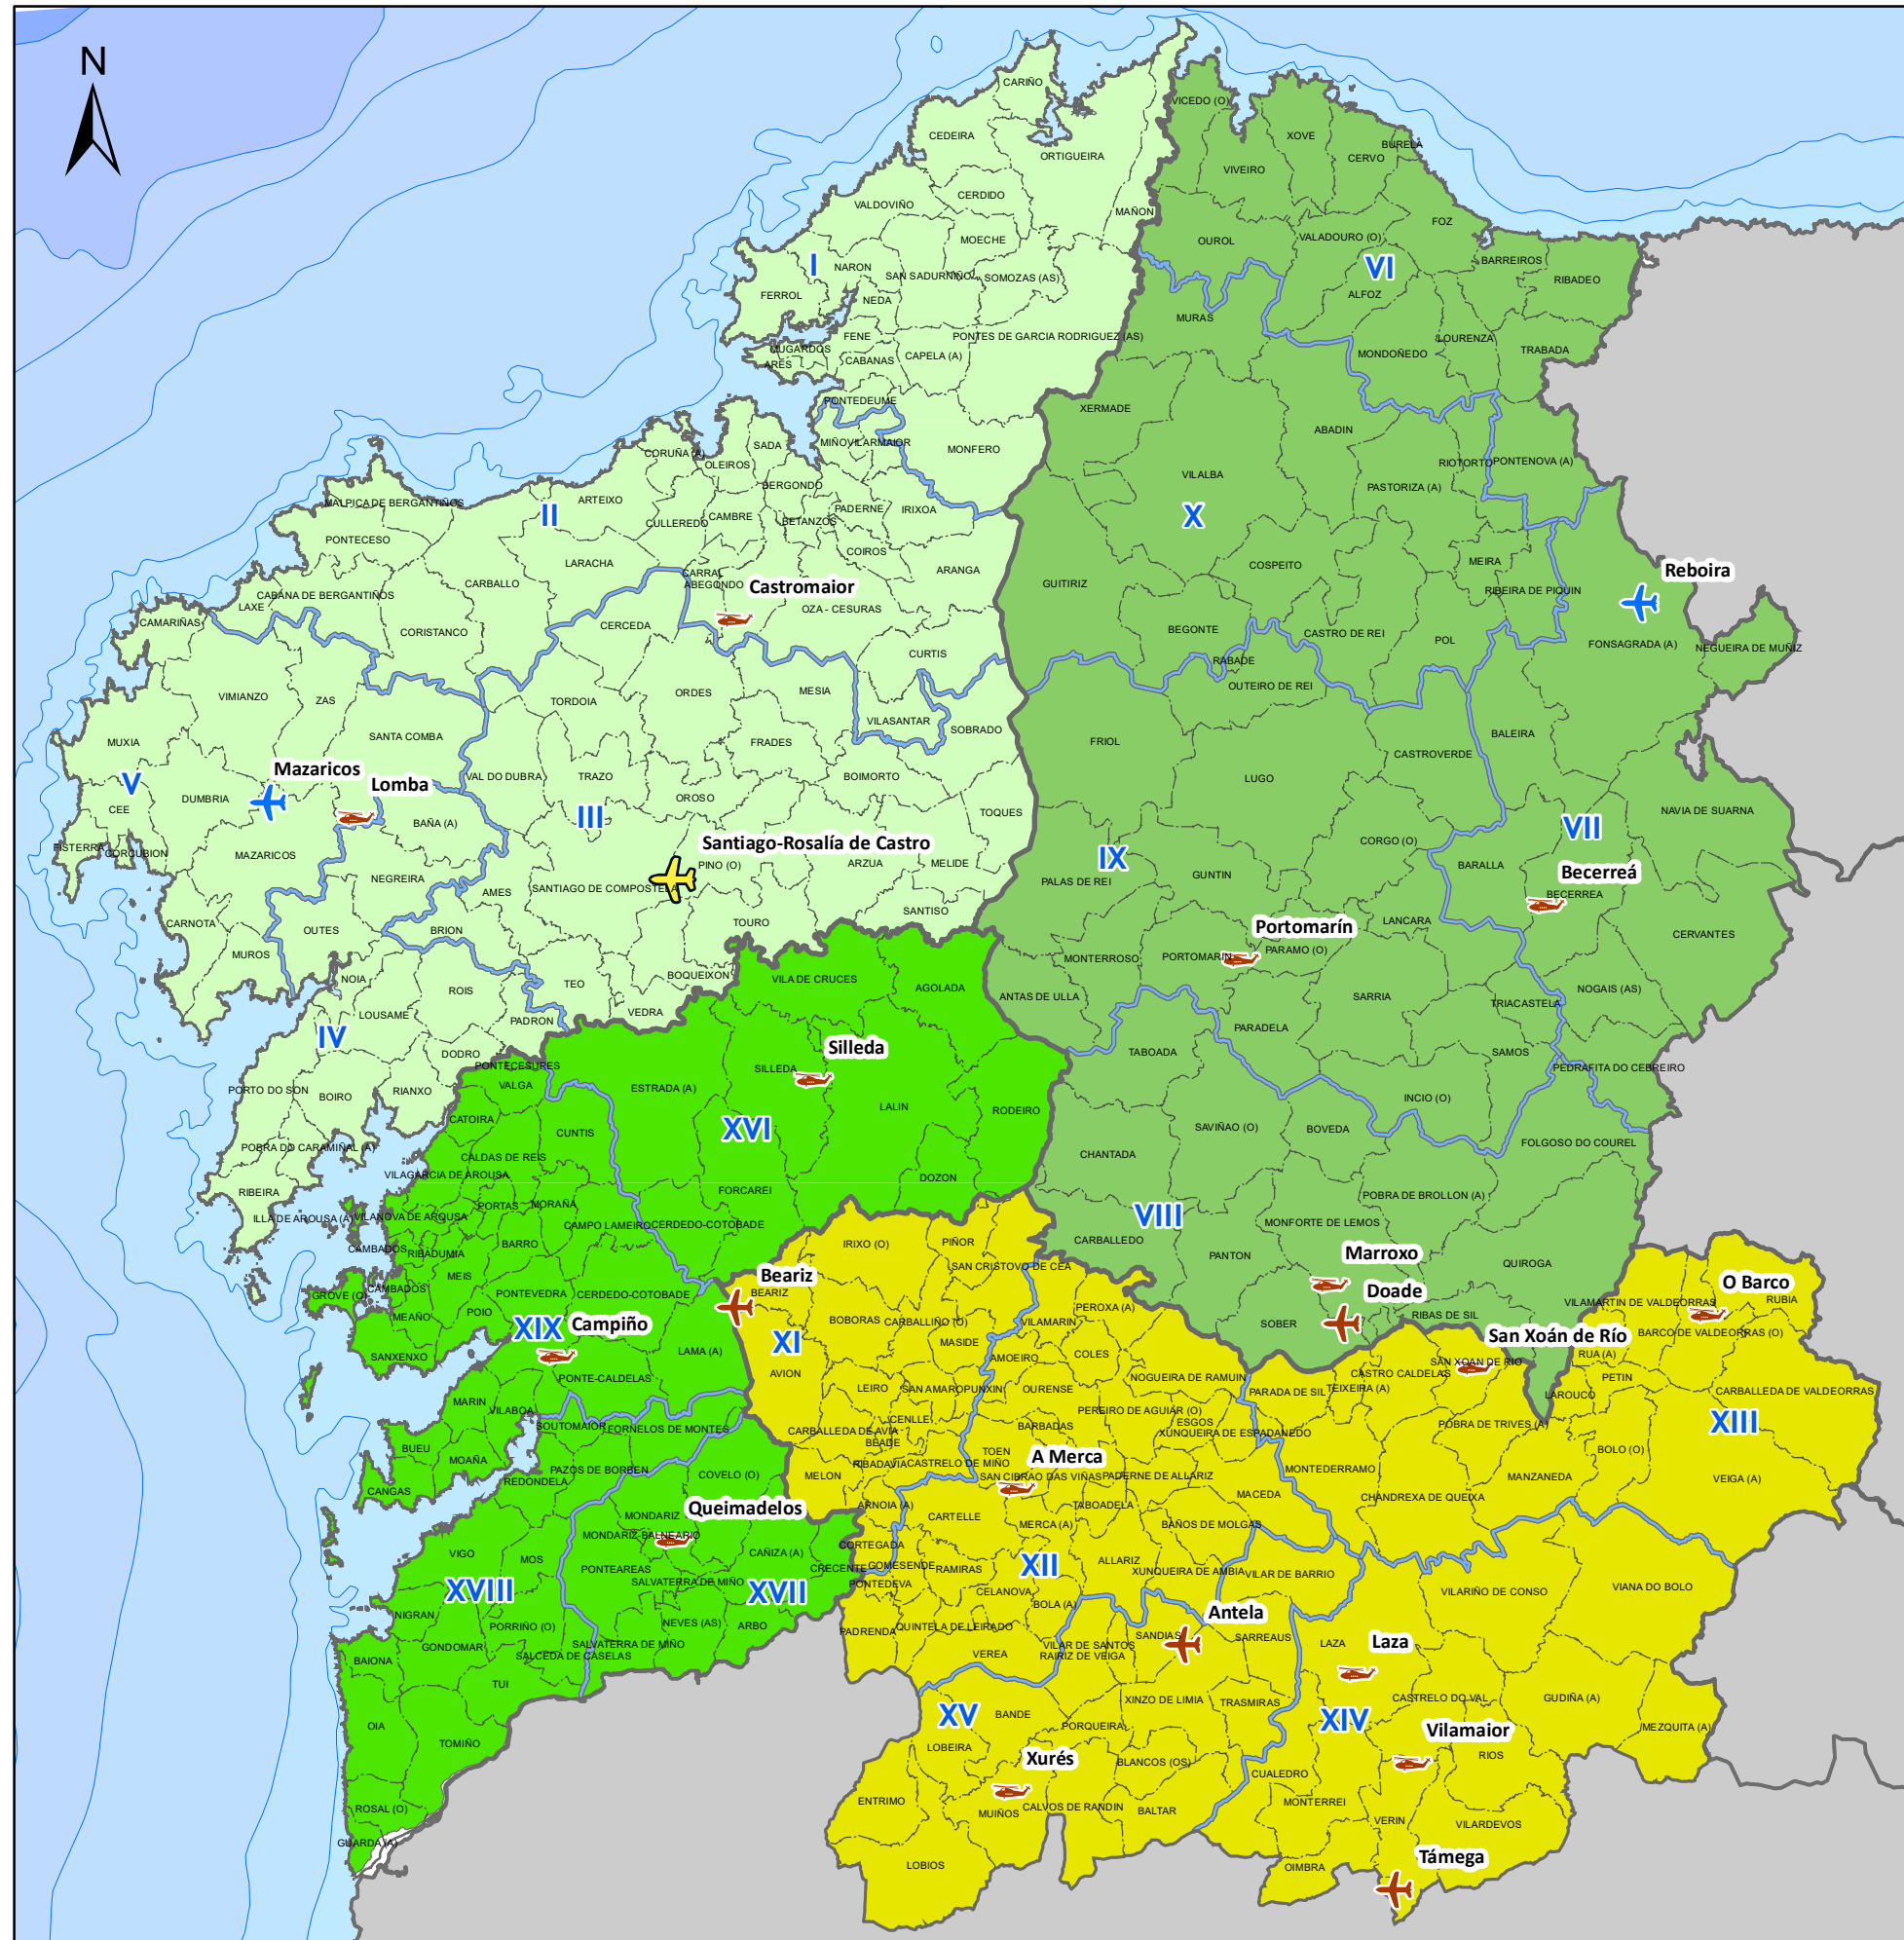 N
CARIÑO
CEDEIRA
ORTIGUEIRA
CERDIDO
VALDOVIÑO
MAÑON
MOECHE
I
NARON
SAN SADURNIÑO
SOMOZAS (AS)
FERROL
NEDA
FENE
PONTES DE GARCIA RODRIGUEZ (AS)
MUGARDOS
ARES
CABANAS
CAPELA (A)
PONTEDEUME
MIÑO
VILARMAIOR
MONFERO
VICEDO (O)
XOVE
BURELA
CERVO
VIVEIRO
FOZ
OUROL
VALADOURO (O)
VI
BARREIROS
RIBADEO
ALFOZ
MURAS
LOURENZA
MONDOÑEDO
TRABADA
XERMADE
ABADIN
RIOTORTO
PONTENOVA (A)
VILALBA
PASTORIZA (A)
X
COSPEITO
MEIRA
RIBEIRA DE PIQUIN
GUITIRIZ
BEGONTE
CASTRO DE REI
POL
RABADE
OUTEIRO DE REI
Reboira
FONSAGRADA (A)
NEGUEIRA DE MUÑIZ
SADA
CORUÑA (A)
OLEIROS
BERGONDO
ARTEIXO
II
CULLEREDO
CAMBRE
BETANZOS
PADERNE
IRIXOA
COIROS
MALPICA DE BERGANTIÑOS
PONTECESO
LARACHA
CARRAL
ABEGONDO
ARANGA
CARBALLO
Castromaior
OZA - CESURAS
CABANA DE BERGANTIÑOS
LAXE
CAMARIÑAS
CORISTANCO
CERCEDA
CURTIS
VIMIANZO
ZAS
TORDOIA
ORDES
MESIA
VILASANTAR
SOBRADO
SANTA COMBA
MUXIA
FRADES
V
Mazaricos
Lomba
VAL DO DUBRA
TRAZO
BOIMORTO
DUMBRIA
CEE
OROSO
III
TOQUES
BAÑA (A)
FISTERRA
CORCUBION
MAZARICOS
Santiago-Rosalía de Castro
PINO (O)
ARZUA
MELIDE
NEGREIRA
AMES
SANTIAGO DE COMPOSTELA
SANTISO
CARNOTA
OUTES
BRION
TOURO
MUROS
NOIA
ROIS
TEO
BOQUEIXON
LOUSAME
PADRON
VEDRA
IV
DODRO
PORTO DO SON
BOIRO
RIANXO
POBRA DO CARAMIÑAL (A)
RIBEIRA
FRIOL
LUGO
CASTROVERDE
BALEIRA
NAVIA DE SUARNA
VII
IX
CORGO (O)
BARALLA
Becerreá
BECERREA
PALAS DE REI
GUNTIN
LANCARA
CERVANTES
Portomarín
PARAMO (O)
MONTERROSO
PORTOMARIN
NOGAIS (AS)
ANTAS DE ULLA
SARRIA
TRIACASTELA
PARADELA
TABOADA
SAMOS
PEDRAFITA DO CEBREIRO
INCIO (O)
SAVIÑAO (O)
BOVEDA
FOLGOSO DO COUREL
CHANTADA
POBRA DE BROLLON (A)
VIII
MONFORTE DE LEMOS
CARBALLEDO
PANTON
Marroxo
QUIROGA
Doade
RIBAS DE SIL
SOBER
VILA DE CRUCES
AGOLADA
Silleda
SILLEDA
PONTECESURES
VALGA
ESTRADA (A)
LALIN
RODEIRO
CATOIRA
CUNTIS
XVI
CALDAS DE REIS
VILAGARCIA DE AROUSA
DOZON
FORCAREI
PORTAS
MORAÑA
ILLA DE AROUSA (A)
VILANOVA DE AROUSA
CAMPO LAMEIRO
CERDEDO-COTOBADE
CAMBADOS
RIBADUMIA
BARRO
MEIS
GROVE (O)
CAMBADOS
PONTEVEDRA
CERDEDO-COTOBADE
MEAÑO
POIO
XIX
Campiño
SANXENXO
LAMA (A)
PONTE-CALDELAS
MARIN
VILABOA
SOUTOMAIOR
FORNELOS DE MONTES
BUEU
MOAÑA
PAZOS DE BORBEN
REDONDELA
CANGAS
COVELO (O)
Queimadelos
MONDARIZ
MONDARIZ-BALNEARIO
VIGO
MOS
CAÑIZA (A)
PONTEAREAS
CRECENTE
XVIII
SALVATERRA DE MIÑO
XVII
NIGRAN
PORRIÑO (O)
NEVES (AS)
ARBO
GONDOMAR
SALVATERRA DE MIÑO
SALCEDA DE CASELAS
BAIONA
TUI
OIA
TOMIÑO
ROSAL (O)
GUARDA (A)
IRIXO (O)
PIÑOR
SAN CRISTOVO DE CEA
Beariz
BEARIZ
PEROXA (A)
BOBORAS
CARBALLIÑO (O)
VILAMARIN
XI
MASIDE
AMOEIRO
COLES
AVION
LEIRO
SAN AMARO
PUNXIN
OURENSE
NOGUEIRA DE RAMUIN
CENLLE
BARBADAS
PEREIRO DE AGUIAR (O)
ESGOS
CARBALLEDA DE AVIA
BEADE
XUNQUEIRA DE ESPADANEDO
MELON
RIBADAVIA
CASTRELO DE MIÑO
TOEN
A Merca
SAN CIBRAO DAS VIÑAS
PADERNE DE ALLARIZ
ARNOIA (A)
CARTELLE
TABOADELA
MACEDA
MERCA (A)
BAÑOS DE MOLGAS
CORTEGADA
GOMESENDE
RAMIRAS
XII
ALLARIZ
XUNQUEIRA DE AMBIA
VILAR DE BARRIO
PONTEDEVA
CELANOVA
BOLA (A)
PADRENDA
QUINTELA DE LEIRADO
Antela
SANDIAS
SARREAUS
VEREA
VILAR DE SANTOS
RAIRIZ DE VEIGA
XV
BANDE
XINZO DE LIMIA
TRASMIRAS
PORQUEIRA
LOBEIRA
Xurés
BLANCOS (OS)
ENTRIMO
MUIÑOS
CALVOS DE RANDIN
BALTAR
LOBIOS
San Xoán de Río
SAN XOAN DE RIO
PARADA DE SIL
TEIXEIRA (A)
CASTRO CALDELAS
O Barco
VILAMARTIN DE VALDEORRAS
RUBIA
BARCO DE VALDEORRAS (O)
RUA (A)
PETIN
LAROUCO
CARBALLEDA DE VALDEORRAS
XIII
POBRA DE TRIVES (A)
BOLO (O)
MONTEDERRAMO
MANZANEDA
VEIGA (A)
CHANDREXA DE QUEIXA
VILARIÑO DE CONSO
VIANA DO BOLO
LAZA
Laza
CASTRELO DO VAL
GUDIÑA (A)
XIV
Vilamaior
MEZQUITA (A)
RIOS
CUALEDRO
MONTERREI
VERIN
VILARDEVOS
OIMBRA
Támega